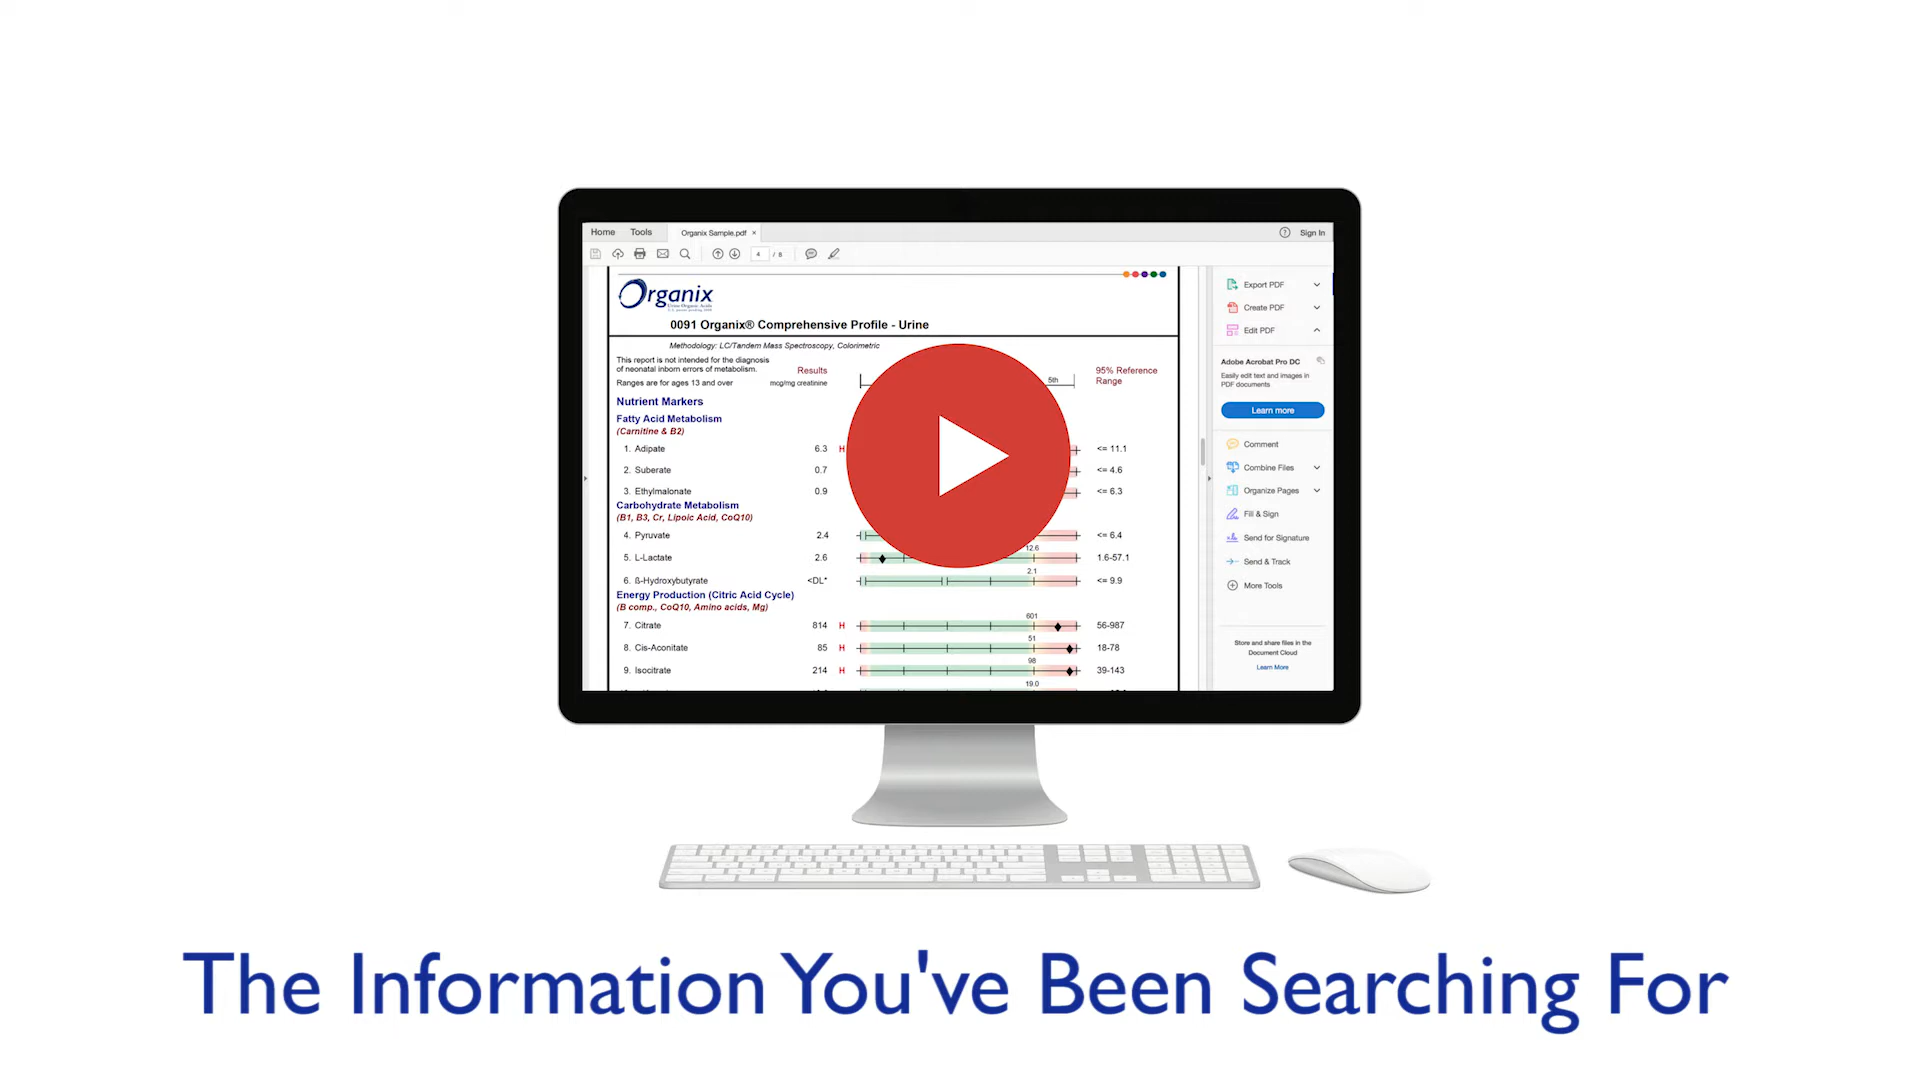 Home Tools Organix Sample.pdf × ? Sign In
4 / 8
Organix
0091 Organix® Comprehensive Profile - Urine
Methodology: LC/Tandem Mass Spectroscopy, Colorimetric
This report is not intended for the diagnosis
of neonatal inborn errors of metabolism.
Ranges are for ages 13 and over
Results
mcg/mg creatinine
5th
95% Reference
Range
Nutrient Markers
Fatty Acid Metabolism
(Carnitine & B2)
1. Adipate 6.3 H <= 11.1
2. Suberate 0.7 <= 4.6
3. Ethylmalonate 0.9 <= 6.3
Carbohydrate Metabolism
(B1, B3, Cr, Lipoic Acid, CoQ10)
4. Pyruvate 2.4 <= 6.4
12.6
5. L-Lactate 2.6 1.6-57.1
2.1
6. ß-Hydroxybutyrate <DL* <= 9.9
Energy Production (Citric Acid Cycle)
(B comp., CoQ10, Amino acids, Mg)
601
7. Citrate 814 H 56-987
51
8. Cis-Aconitate 85 H 18-78
98
9. Isocitrate 214 H 39-143
19.0
Export PDF
Create PDF
Edit PDF
Adobe Acrobat Pro DC
Easily edit text and images in
PDF documents
Learn more
Comment
Combine Files
Organize Pages
Fill & Sign
Send for Signature
Send & Track
More Tools
Store and share files in the
Document Cloud
Learn More
The Information You've Been Searching For